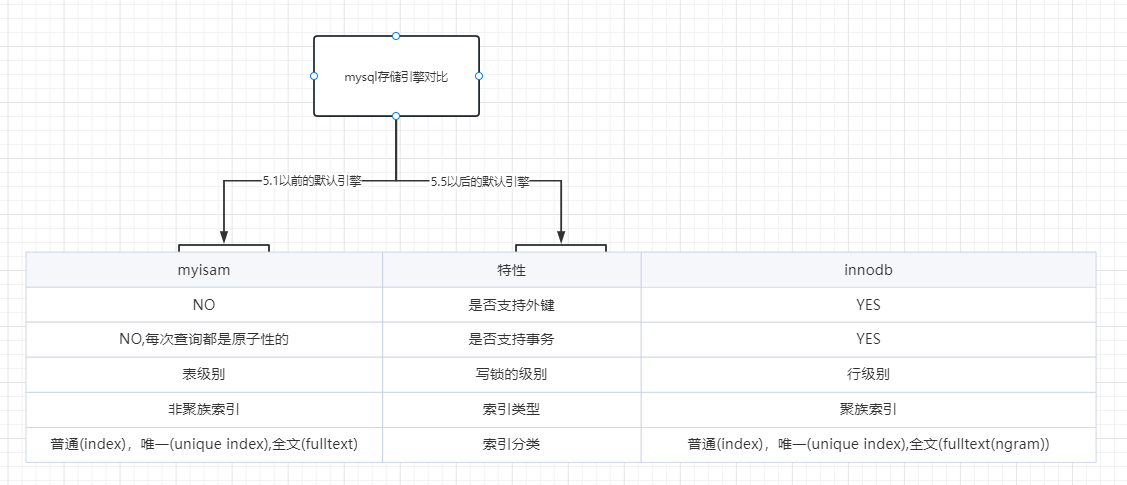 mysql存储引擎对比
5.1以前的默认引擎 5.5以后的默认引擎
myisam 特性 innodb
NO 是否支持外键 YES
NO,每次查询都是原子性的 是否支持事务 YES
表级别 写锁的级别 行级别
非聚族索引 索引类型 聚族索引
普通(index)，唯一(unique index),全文(fulltext) 索引分类 普通(index)，唯一(unique index),全文(fulltext(ngram))